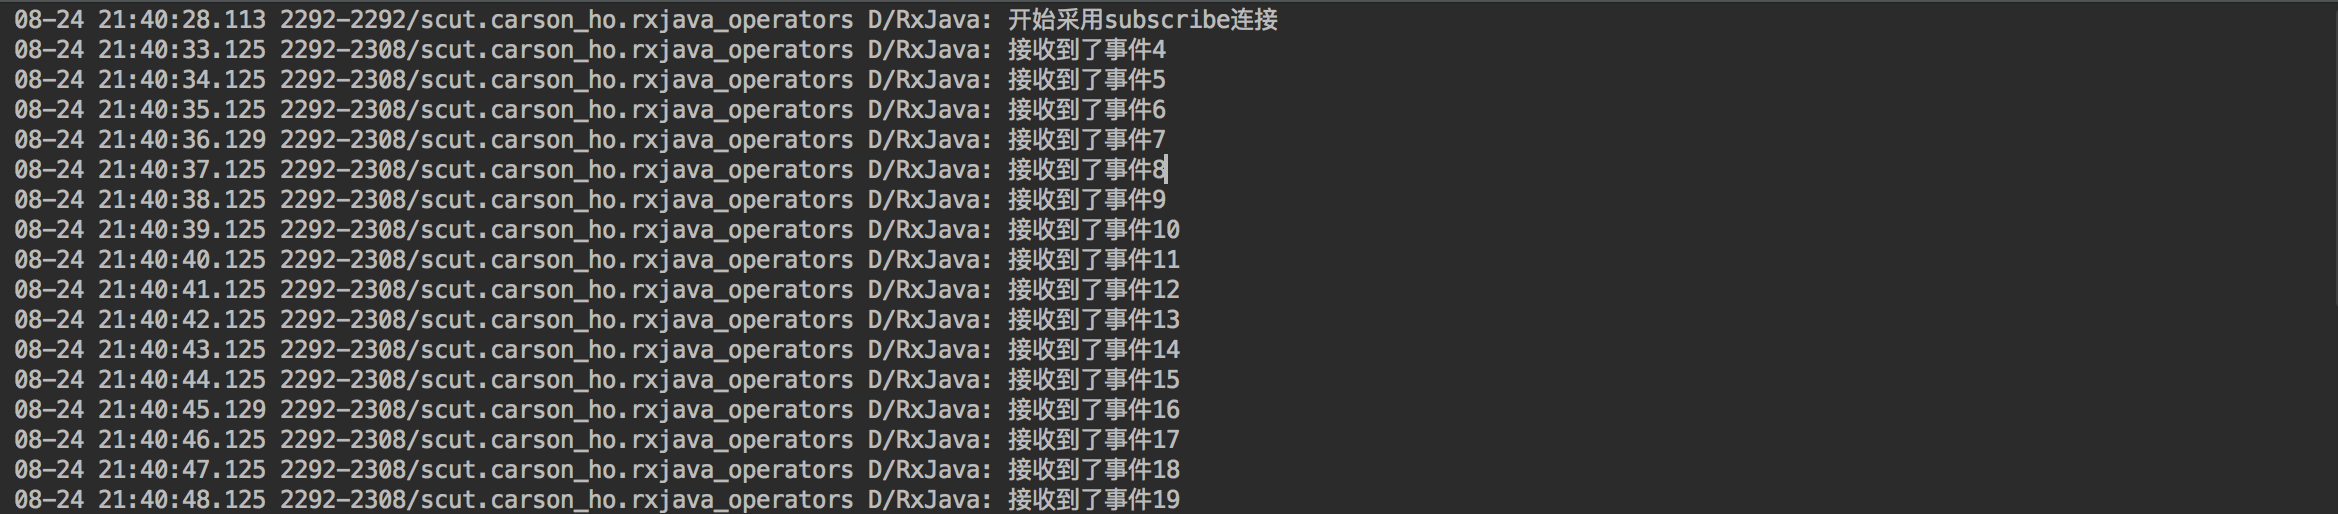 08-24 21:40:28.113 2292-2292/scut.carson_ho.rxjava_operators D/RxJava: 开始采用subscribe连接
08-24 21:40:33.125 2292-2308/scut.carson_ho.rxjava_operators D/RxJava: 接收到了事件4
08-24 21:40:34.125 2292-2308/scut.carson_ho.rxjava_operators D/RxJava: 接收到了事件5
08-24 21:40:35.125 2292-2308/scut.carson_ho.rxjava_operators D/RxJava: 接收到了事件6
08-24 21:40:36.129 2292-2308/scut.carson_ho.rxjava_operators D/RxJava: 接收到了事件7
08-24 21:40:37.125 2292-2308/scut.carson_ho.rxjava_operators D/RxJava: 接收到了事件8
08-24 21:40:38.125 2292-2308/scut.carson_ho.rxjava_operators D/RxJava: 接收到了事件9
08-24 21:40:39.125 2292-2308/scut.carson_ho.rxjava_operators D/RxJava: 接收到了事件10
08-24 21:40:40.125 2292-2308/scut.carson_ho.rxjava_operators D/RxJava: 接收到了事件11
08-24 21:40:41.125 2292-2308/scut.carson_ho.rxjava_operators D/RxJava: 接收到了事件12
08-24 21:40:42.125 2292-2308/scut.carson_ho.rxjava_operators D/RxJava: 接收到了事件13
08-24 21:40:43.125 2292-2308/scut.carson_ho.rxjava_operators D/RxJava: 接收到了事件14
08-24 21:40:44.125 2292-2308/scut.carson_ho.rxjava_operators D/RxJava: 接收到了事件15
08-24 21:40:45.129 2292-2308/scut.carson_ho.rxjava_operators D/RxJava: 接收到了事件16
08-24 21:40:46.125 2292-2308/scut.carson_ho.rxjava_operators D/RxJava: 接收到了事件17
08-24 21:40:47.125 2292-2308/scut.carson_ho.rxjava_operators D/RxJava: 接收到了事件18
08-24 21:40:48.125 2292-2308/scut.carson_ho.rxjava_operators D/RxJava: 接收到了事件19